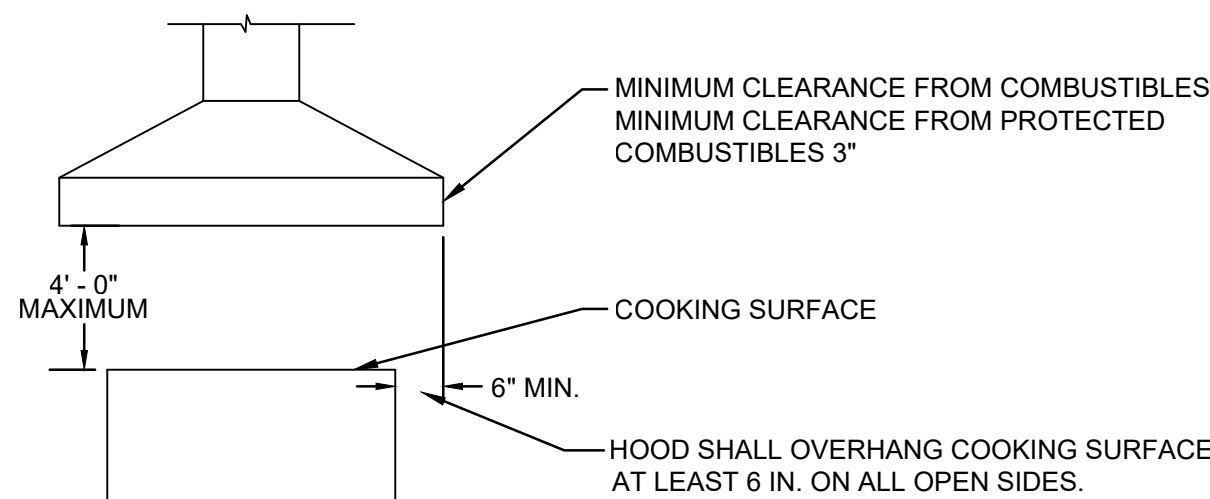 MINIMUM CLEARANCE FROM COMBUSTIBLES
MINIMUM CLEARANCE FROM PROTECTED
COMBUSTIBLES 3"
4' - 0"
MAXIMUM
COOKING SURFACE
6" MIN.
HOOD SHALL OVERHANG COOKING SURFACE
AT LEAST 6 IN. ON ALL OPEN SIDES.